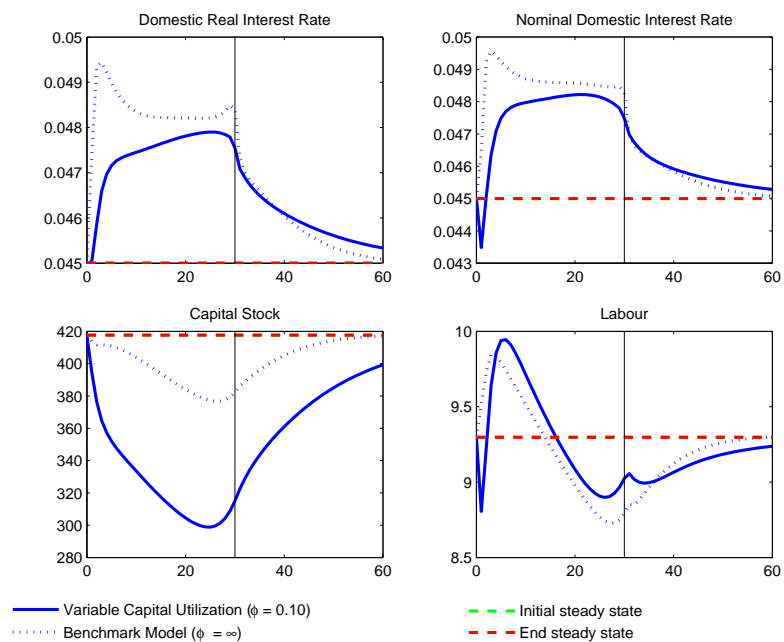 Domestic Real Interest Rate
0.05
0.049
0.048
0.047
0.046
0.045
0 20 40 60
Nominal Domestic Interest Rate
0.05
0.049
0.047
0.046
0.045
0.043
0 20 40 60
Capital Stock
420
400
380
360
340
320
300
280
0 20 40 60
Labour
10
9.5
9
8.5
0 20 40 60
Variable Capital Utilization (ϕ = 0.10)
Benchmark Model (ϕ = ∞)
Initial steady state
End steady state